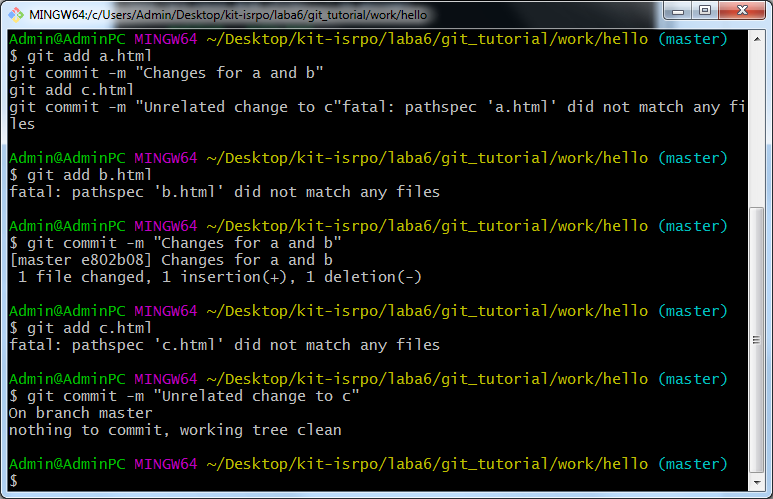 MINGW64:/c/Users/Admin/Desktop/kit-isrpo/laba6/git_tutorial/work/hello
Admin@AdminPC MINGW64 ~/Desktop/kit-isrpo/laba6/git_tutorial/work/hello (master)
$ git add a.html
git commit -m "Changes for a and b"
git add c.html
git commit -m "Unrelated change to c"fatal: pathspec 'a.html' did not match any fi
les
Admin@AdminPC MINGW64 ~/Desktop/kit-isrpo/laba6/git_tutorial/work/hello (master)
$ git add b.html
fatal: pathspec 'b.html' did not match any files
Admin@AdminPC MINGW64 ~/Desktop/kit-isrpo/laba6/git_tutorial/work/hello (master)
$ git commit -m "Changes for a and b"
[master e802b08] Changes for a and b
 1 file changed, 1 insertion(+), 1 deletion(-)
Admin@AdminPC MINGW64 ~/Desktop/kit-isrpo/laba6/git_tutorial/work/hello (master)
$ git add c.html
fatal: pathspec 'c.html' did not match any files
Admin@AdminPC MINGW64 ~/Desktop/kit-isrpo/laba6/git_tutorial/work/hello (master)
$ git commit -m "Unrelated change to c"
On branch master
nothing to commit, working tree clean
Admin@AdminPC MINGW64 ~/Desktop/kit-isrpo/laba6/git_tutorial/work/hello (master)
$